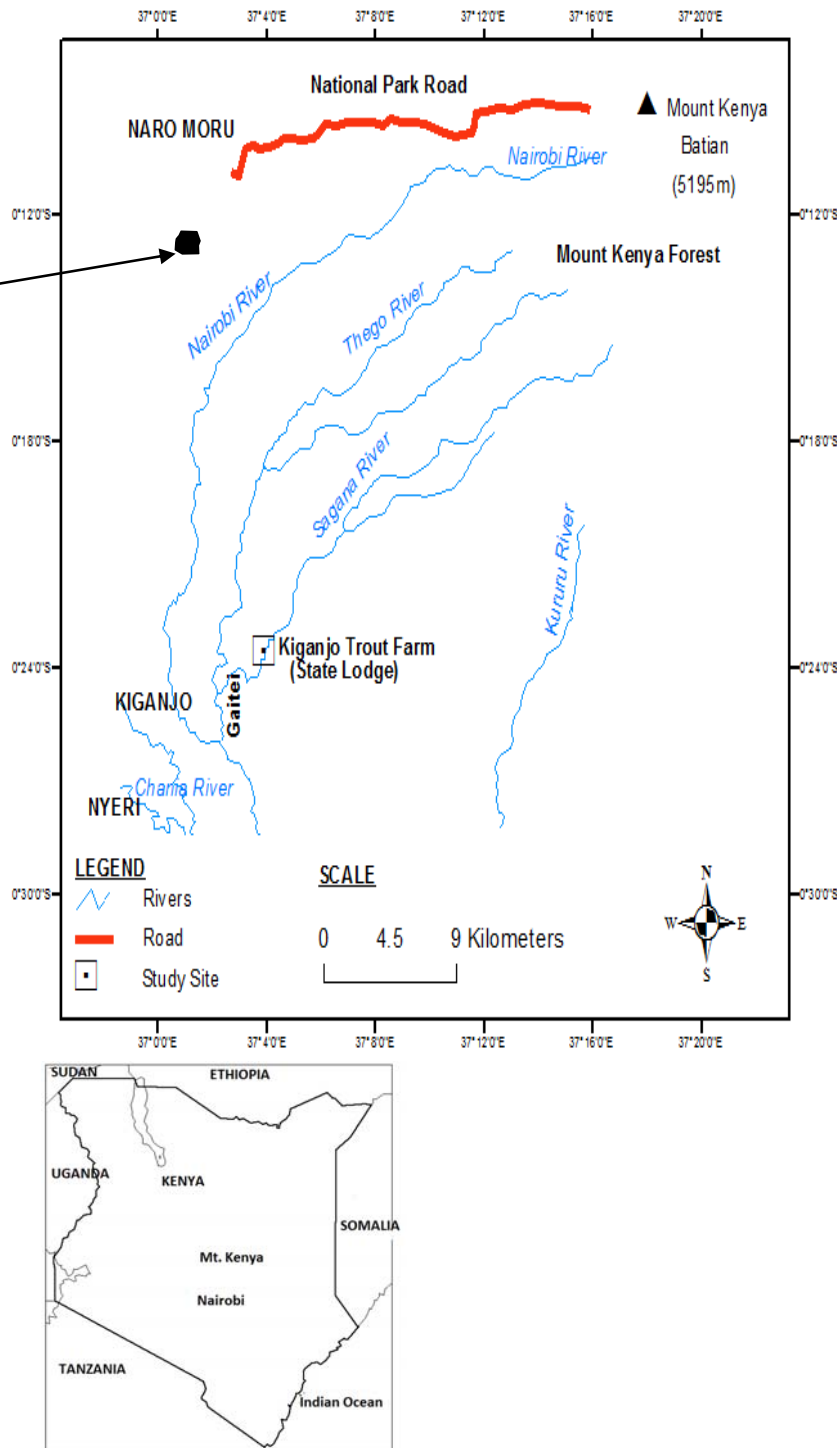 37°0'0"E 37°4'0"E 37°8'0"E 37°12'0"E 37°16'0"E 37°20'0"E
National Park Road
NARO MORU
Mount Kenya
Batian
(5195m)
Nairobi River
0°12'0"S 0°12'0"S
Mount Kenya Forest
Nairobi River
Thego River
0°18'0"S 0°18'0"S
Sagana River
Kururu River
Kiganjo Trout Farm
(State Lodge)
0°24'0"S 0°24'0"S
KIGANJO
Gaitei
Chania River
NYERI
LEGEND
Rivers
Road
Study Site
SCALE
0 4.5 9 Kilometers
0°30'0"S 0°30'0"S
N
W E
S
37°0'0"E 37°4'0"E 37°8'0"E 37°12'0"E 37°16'0"E 37°20'0"E
SUDAN
ETHIOPIA
UGANDA
KENYA
SOMALIA
Mt. Kenya
Nairobi
TANZANIA
Indian Ocean